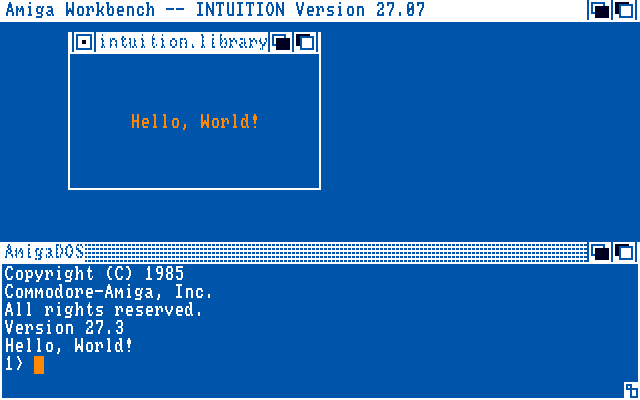 Amiga Workbench -- INTUITION Version 27.07
intuition.library
Hello, World!
AmigaDOS
Copyright (C) 1985
Commodore-Amiga, Inc.
All rights reserved.
Version 27.3
Hello, World!
1>